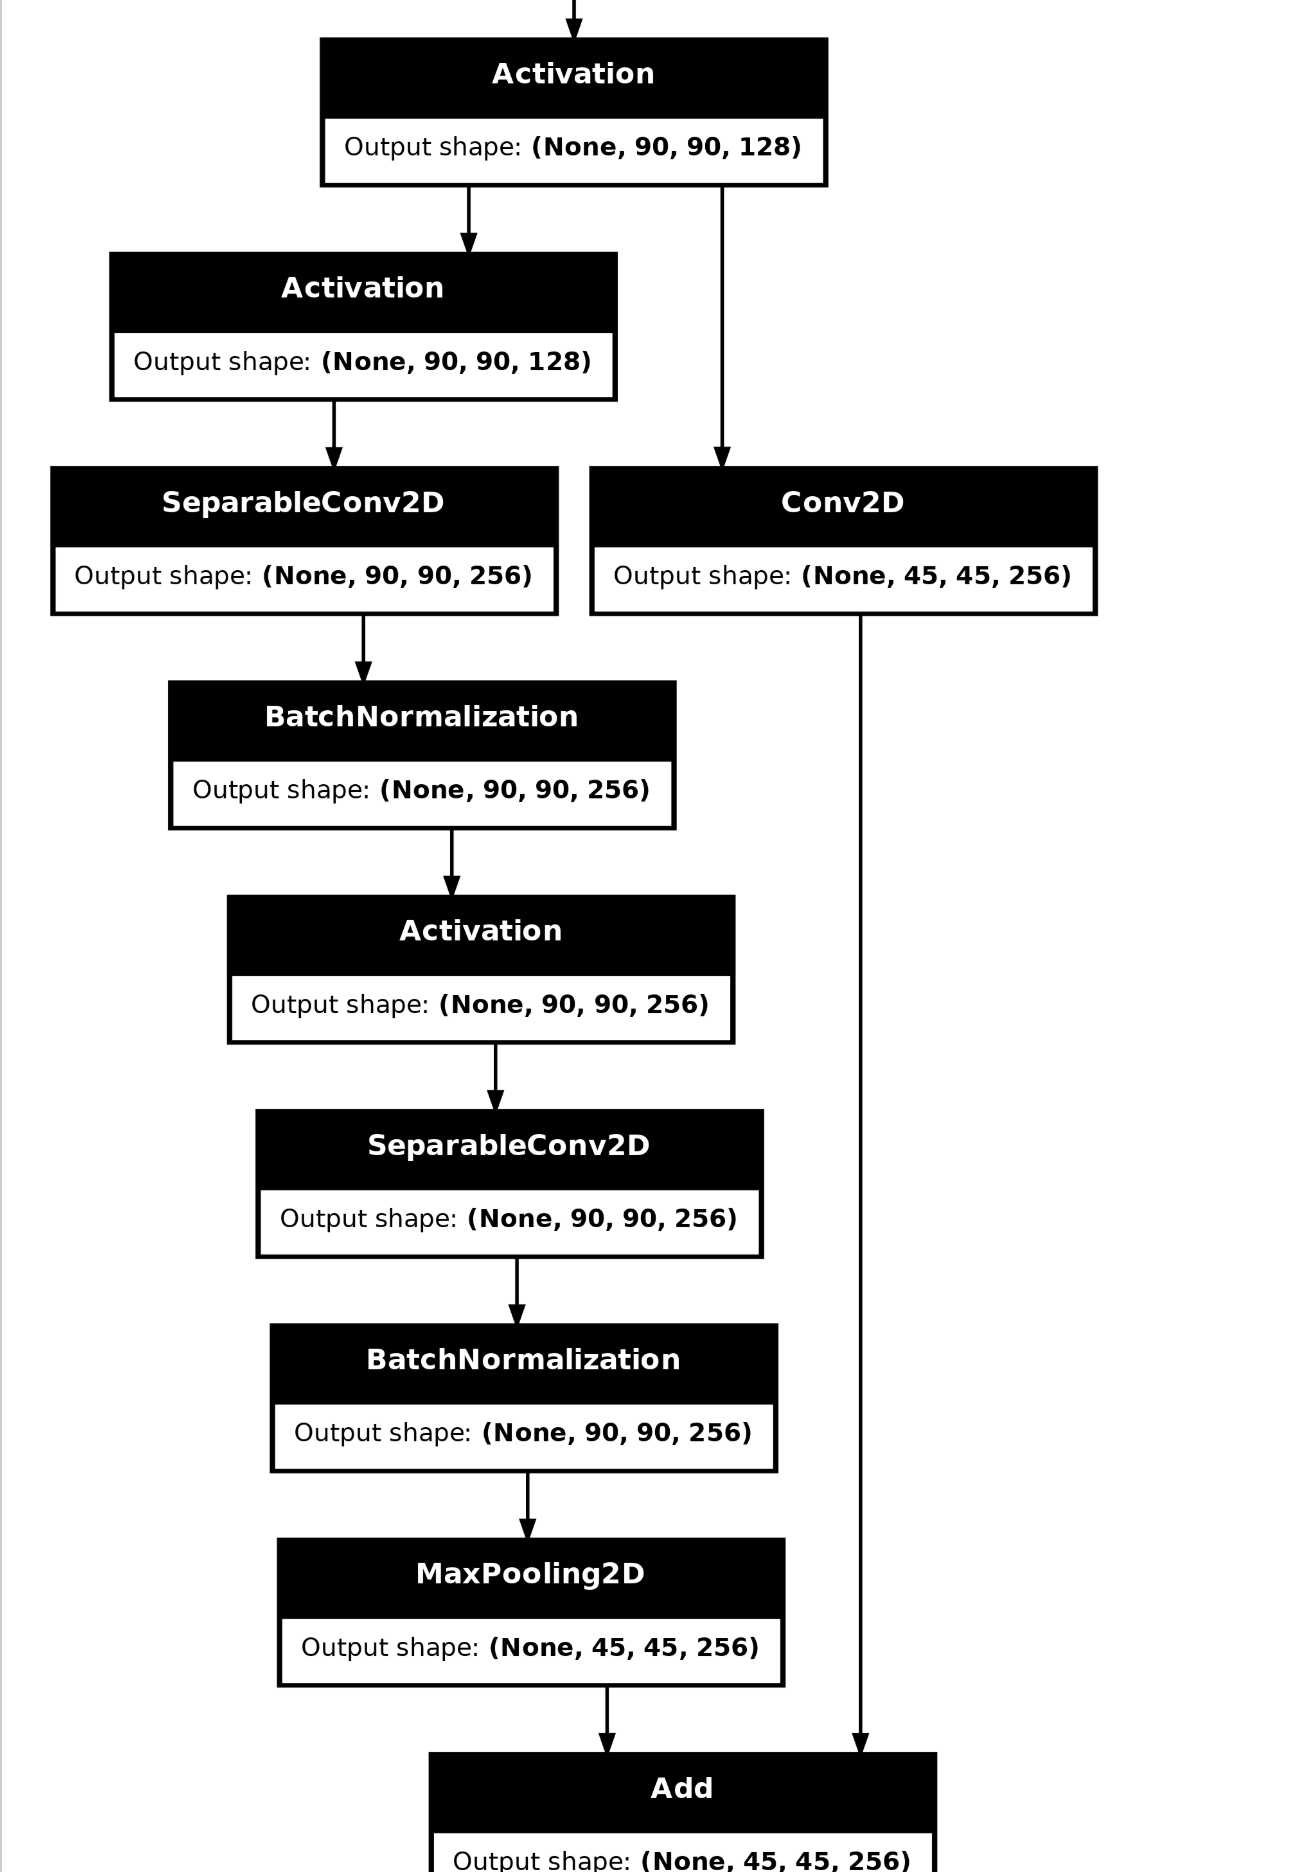 Activation
Output shape: (None, 90, 90, 128)
Activation
Output shape: (None, 90, 90, 128)
SeparableConv2D
Output shape: (None, 90, 90, 256)
Conv2D
Output shape: (None, 45, 45, 256)
BatchNormalization
Output shape: (None, 90, 90, 256)
Activation
Output shape: (None, 90, 90, 256)
SeparableConv2D
Output shape: (None, 90, 90, 256)
BatchNormalization
Output shape: (None, 90, 90, 256)
MaxPooling2D
Output shape: (None, 45, 45, 256)
Add
Output shape: (None, 45, 45, 256)